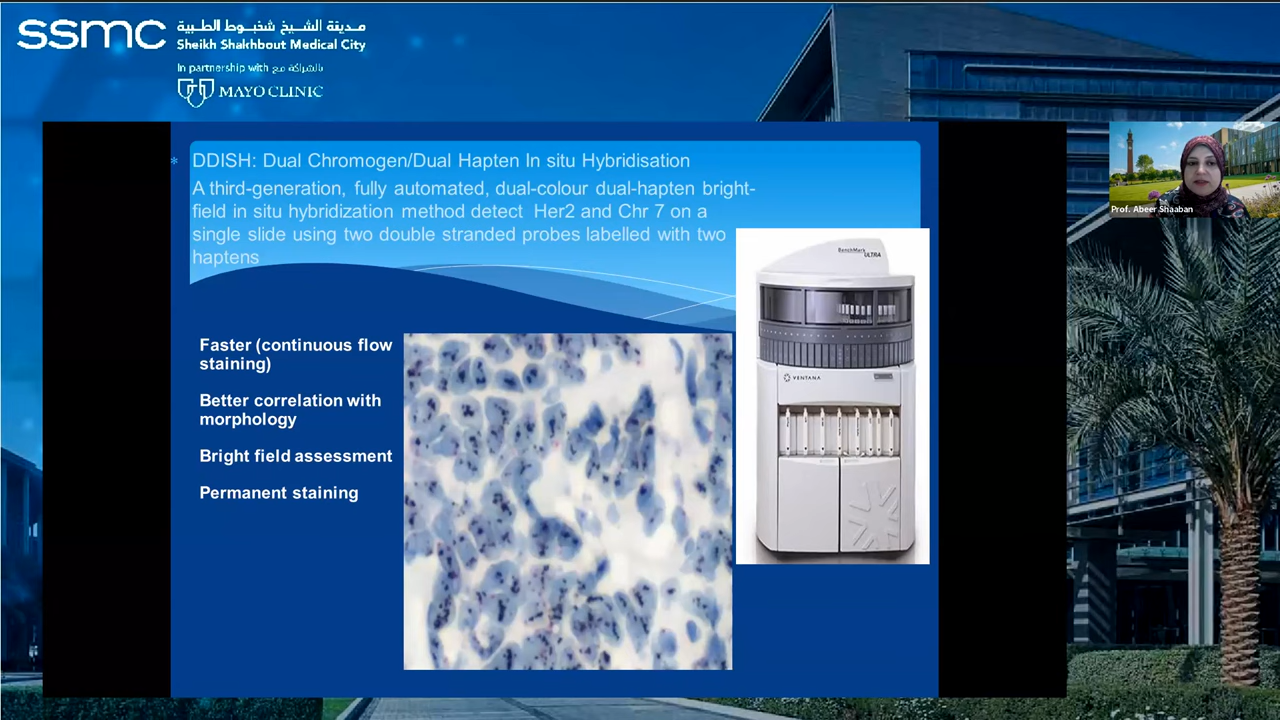 ssmc
مدينة الشيخ شخبوط الطبية
Sheikh Shakhbout Medical City
In partnership with بالشراكة مع
MAYO CLINIC
* DDISH: Dual Chromogen/Dual Hapten In situ Hybridisation
A third-generation, fully automated, dual-colour dual-hapten bright-
field in situ hybridization method detect Her2 and Chr 7 on a
single slide using two double stranded probes labelled with two
haptens
Faster (continuous flow
staining)
Better correlation with
morphology
Bright field assessment
Permanent staining
BenchMark
ULTRA
VENTANA
Prof. Abeer Shaaban